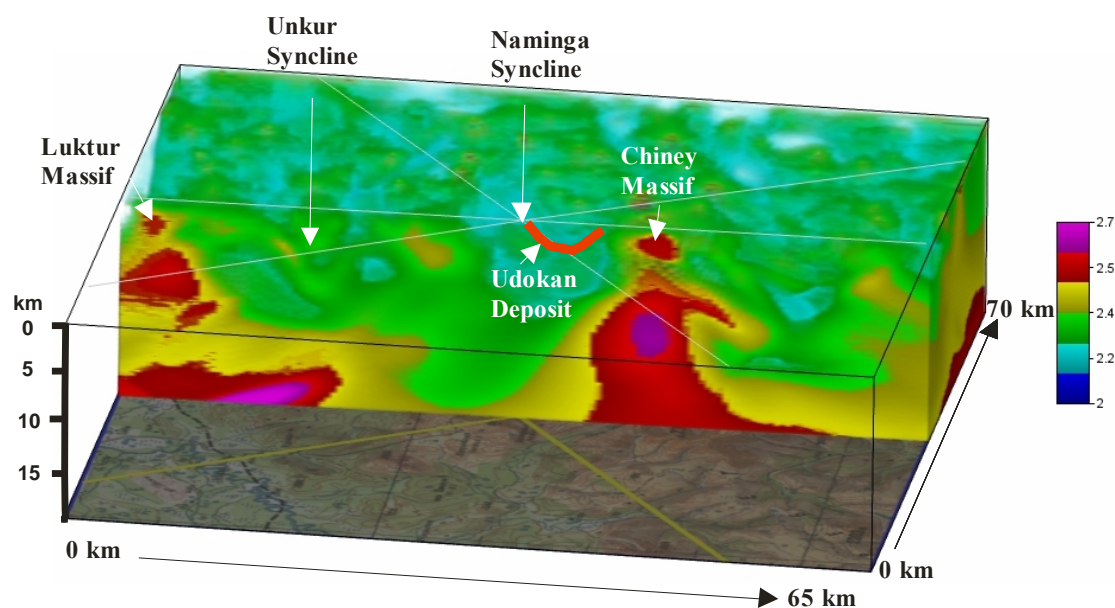 Unkur
Syncline
Naminga
Syncline
Luktur
Massif
Chiney
Massif
Udokan
Deposit
km
0
5
10
15
0 km
65 km
0 km
70 km
2.7
2.6
2.4
2.2
2